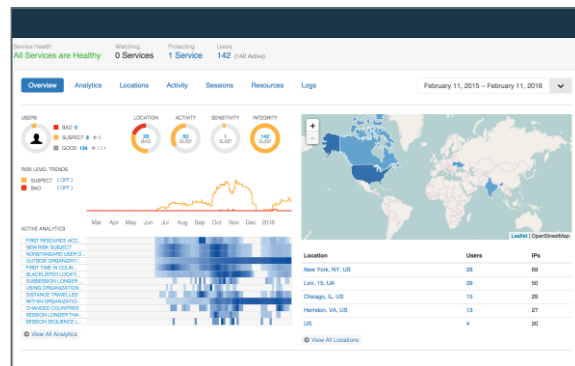 Service Health
All Services are Healthy
Watching
0 Services
Protecting
1 Service
Users
142 (142 Active)
Overview Analytics Locations Activity Sessions Resources Logs
February 11, 2015 – February 11, 2016
USERS
BAD 0
SUSPECT 8
GOOD 134
LOCATION
26
BAD
ACTIVITY
50
SUSP
SENSITIVITY
1
SUSP
INTEGRITY
142
SUSP
RISK LEVEL TRENDS
SUSPECT (OFF)
BAD (OFF)
Mar Apr May Jun Jul Aug Sep Oct Nov Dec 2016
ACTIVE ANALYTICS
FIRST RESOURCE ACC...
NEW RISK SUBJECT
NONSTANDARD USER D...
OUTSIDE ORGANIZATI...
FIRST TIME IN COUN...
BLACKLISTED LOCATI...
SUBSESSION LONGER ...
USING ORGANIZATION...
DISTANCE TRAVELLED
WITHIN ORGANIZATIO...
CHANGED COUNTRIES
SESSION LONGER THA...
SESSION SEQUENCE L...
View All Analytics
+
−
Leaflet | OpenStreetMap
Location Users IPs
New York, NY, US 28 69
Lviv, 15, UA 29 50
Chicago, IL, US 15 29
Herndon, VA, US 13 27
US 4 20
View All Locations